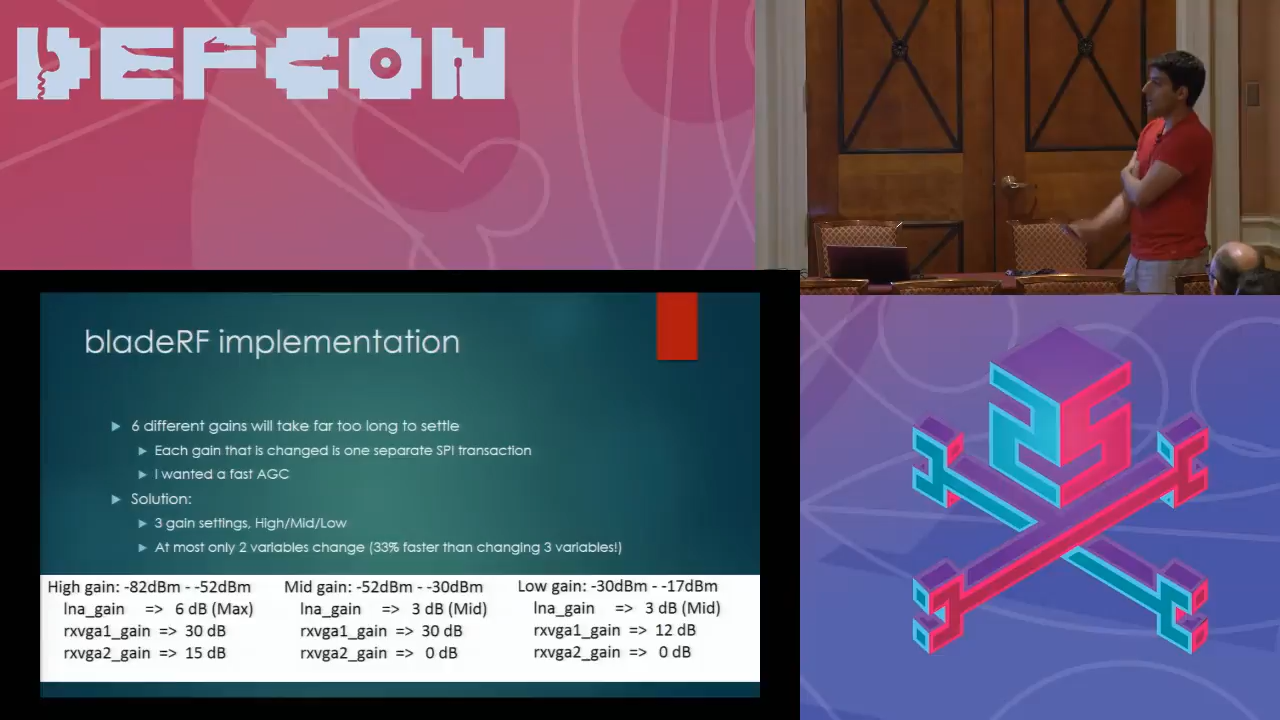 DEFCON
bladeRF implementation
6 different gains will take far too long to settle
Each gain that is changed is one separate SPI transaction
I wanted a fast AGC
Solution:
3 gain settings, High/Mid/Low
At most only 2 variables change (33% faster than changing 3 variables!)
High gain: -82dBm - -52dBm
lna_gain => 6 dB (Max)
rxvga1_gain => 30 dB
rxvga2_gain => 15 dB
Mid gain: -52dBm - -30dBm
lna_gain => 3 dB (Mid)
rxvga1_gain => 30 dB
rxvga2_gain => 0 dB
Low gain: -30dBm - -17dBm
lna_gain => 3 dB (Mid)
rxvga1_gain => 12 dB
rxvga2_gain => 0 dB
25